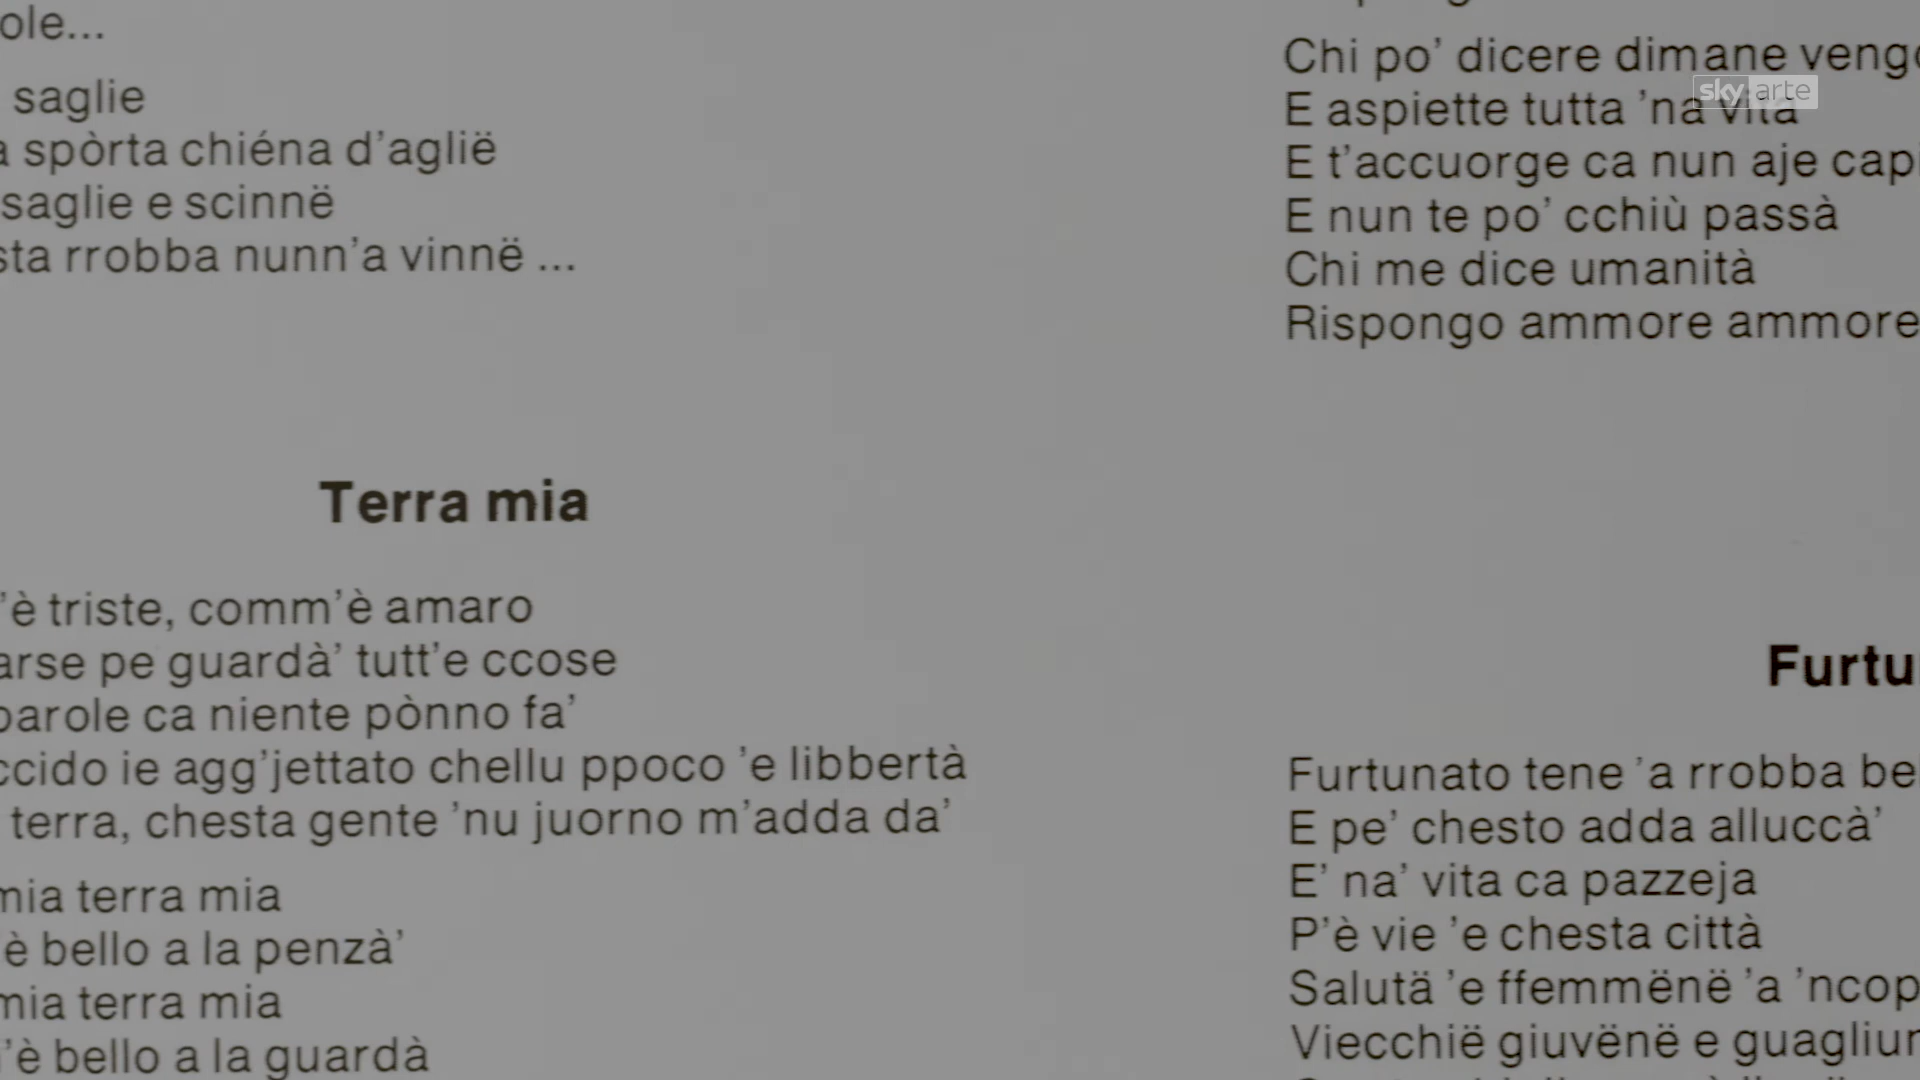 ole...
saglie
a spòrta chiéna d'aglië
saglie e scinnë
sta rrobba nunn'a vinnë ...
Terra mia
'è triste, comm'è amaro
arse pe guardà' tutt'e ccose
parole ca niente pònno fa'
ccido ie agg'jettato chellu ppoco 'e libbertà
terra, chesta gente 'nu juorno m'adda da'
mia terra mia
'è bello a la penzà'
mia terra mia
'è bello a la guardà
Chi po' dicere dimane vengo
sky arte
E aspiette tutta 'na vita
E t'accuorge ca nun aje capi
E nun te po' cchiù passà
Chi me dice umanità
Rispongo ammore ammore
Furtu
Furtunato tene 'a rrobba be
E pe' chesto adda alluccà'
E' na' vita ca pazzeja
P'è vie 'e chesta città
Salutä 'e ffemmënë 'a 'ncop
Viecchië giuvënë e guagliun